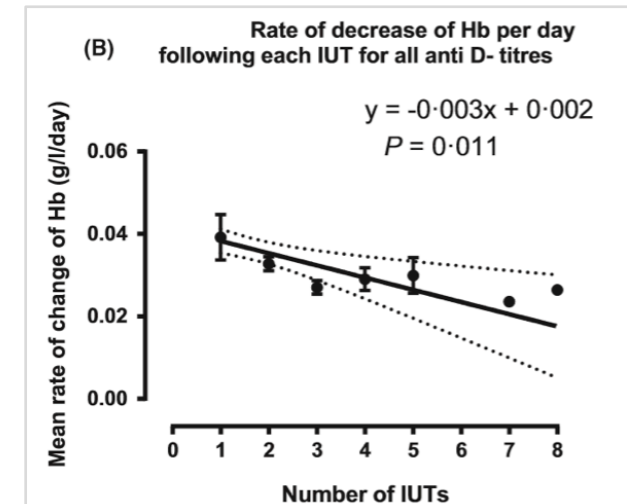 (B) Rate of decrease of Hb per day
following each IUT for all anti D- titres
y = -0·003x + 0·002
P = 0·011
Mean rate of change of Hb (g/l/day)
0.06
0.04
0.02
0.00
0 1 2 3 4 5 6 7 8
Number of IUTs